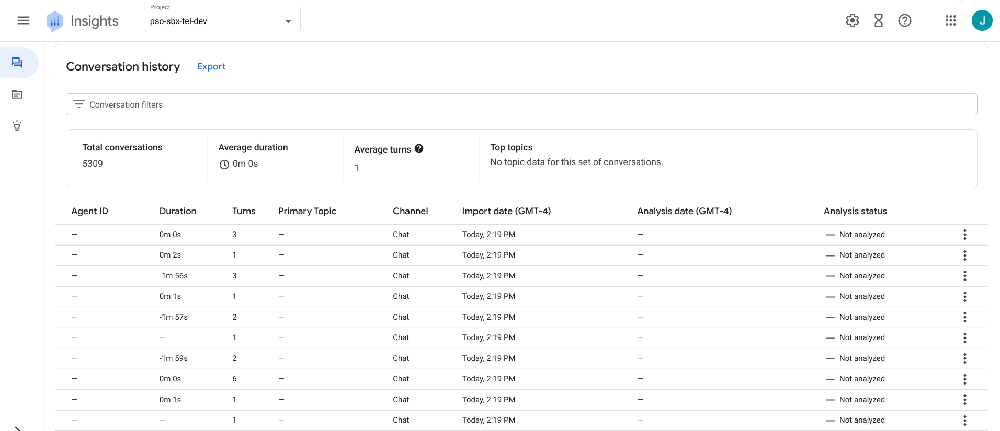 Insights
Project
pso-sbx-tel-dev
J
Conversation history Export
Conversation filters
Total conversations Average duration Average turns ? Top topics
5309 0m 0s 1 No topic data for this set of conversations.
Agent ID Duration Turns Primary Topic Channel Import date (GMT-4) Analysis date (GMT-4) Analysis status
— 0m 0s 3 — Chat Today, 2:19 PM — — Not analyzed
— 0m 2s 1 — Chat Today, 2:19 PM — — Not analyzed
— -1m 56s 3 — Chat Today, 2:19 PM — — Not analyzed
— 0m 1s 1 — Chat Today, 2:19 PM — — Not analyzed
— -1m 57s 2 — Chat Today, 2:19 PM — — Not analyzed
— — 1 — Chat Today, 2:19 PM — — Not analyzed
— -1m 59s 2 — Chat Today, 2:19 PM — — Not analyzed
— 0m 0s 6 — Chat Today, 2:19 PM — — Not analyzed
— 0m 1s 1 — Chat Today, 2:19 PM — — Not analyzed
— — 1 — Chat Today, 2:19 PM — — Not analyzed